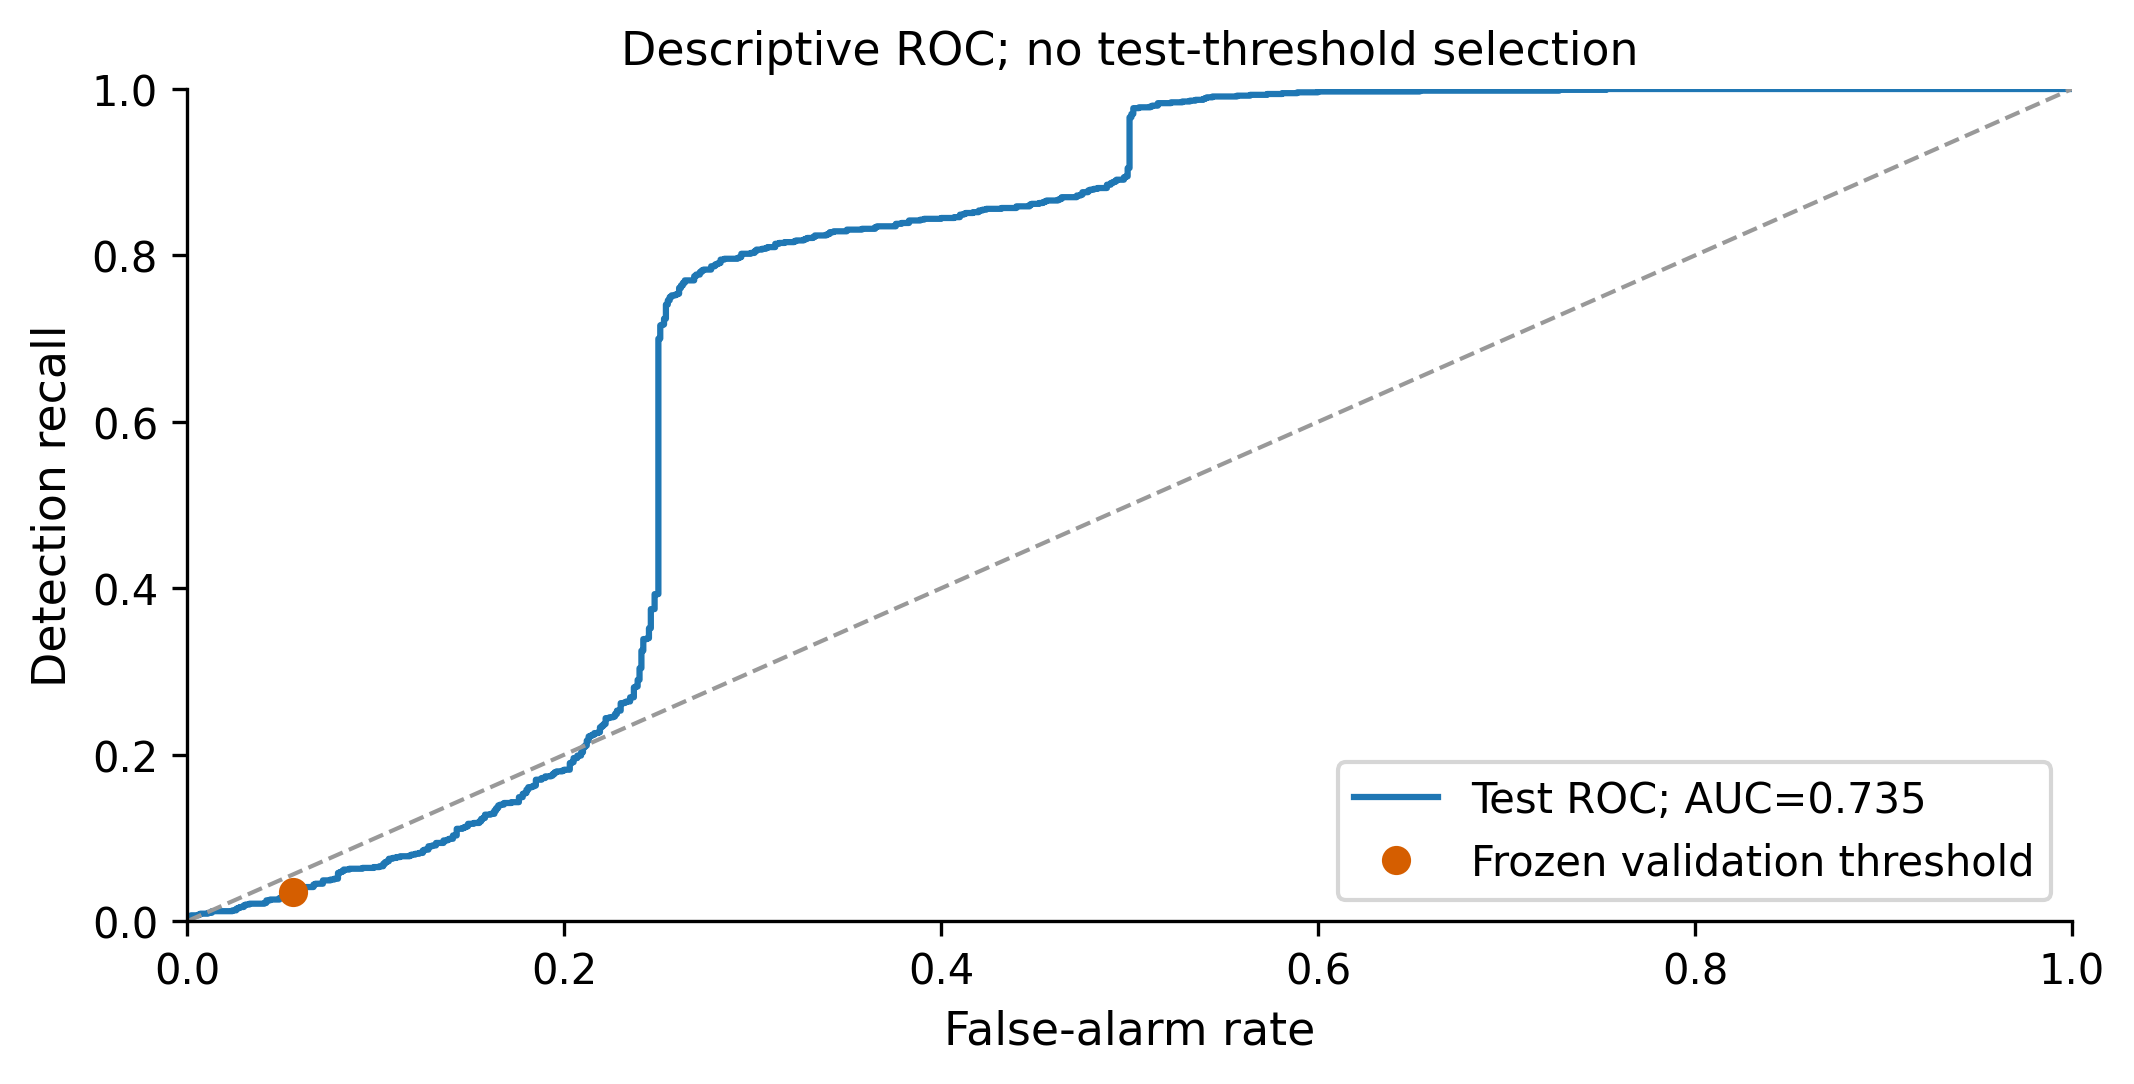 Descriptive ROC; no test-threshold selection
1.0
0.8
0.6
0.4
0.2
0.0
Detection recall
0.0 0.2 0.4 0.6 0.8 1.0
False-alarm rate
Test ROC; AUC=0.735
Frozen validation threshold